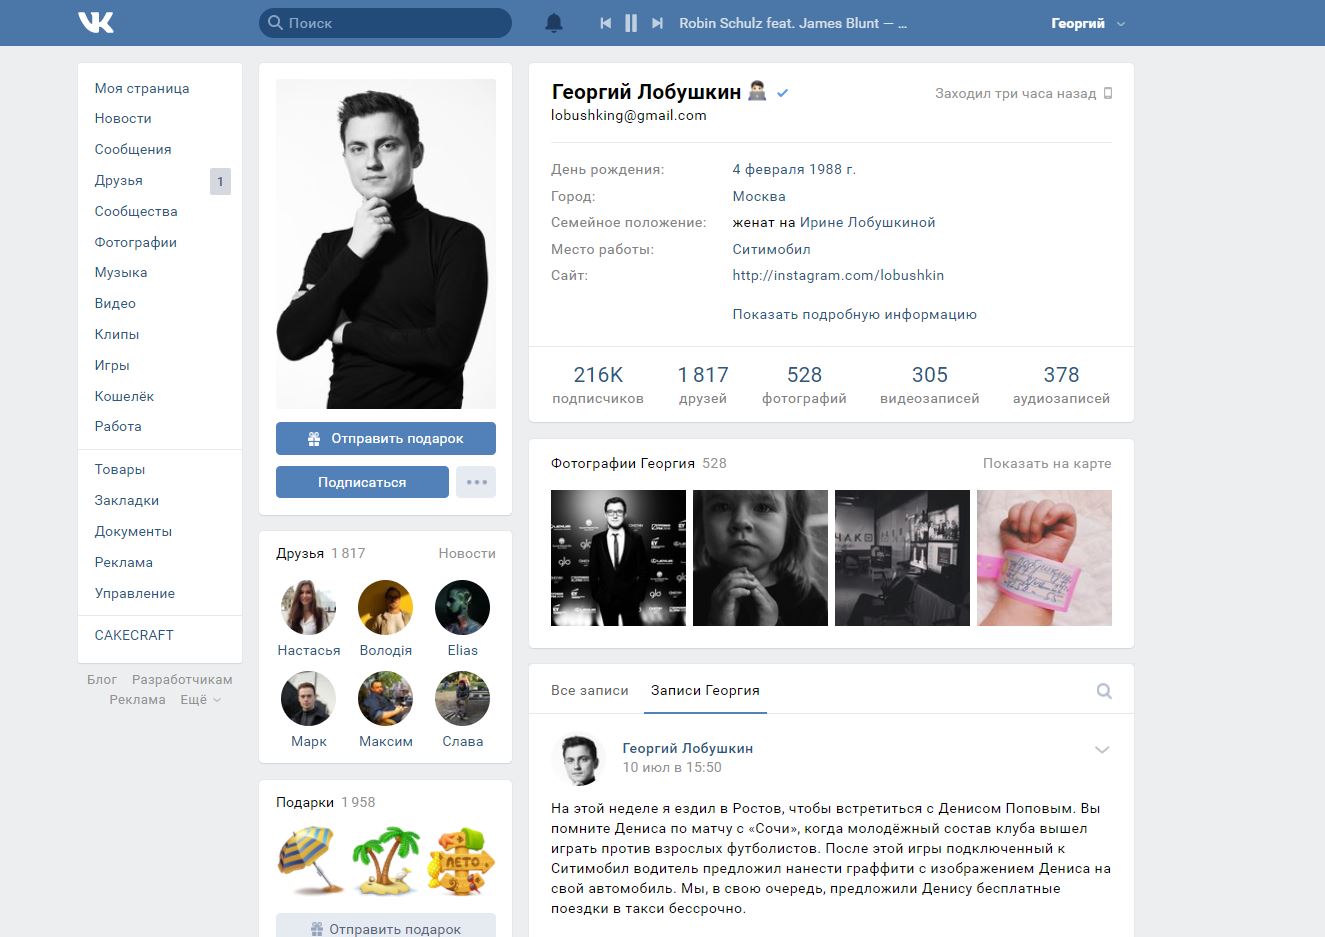 Поиск
Robin Schulz feat. James Blunt — ...
Георгий
Моя страница
Новости
Сообщения
Друзья 1
Сообщества
Фотографии
Музыка
Видео
Клипы
Игры
Кошелёк
Работа
Товары
Закладки
Документы
Реклама
Управление
CAKECRAFT
Блог Разработчикам
Реклама Ещё
Отправить подарок
Подписаться
Друзья 1 817 Новости
Настасья Володія Elias
Марк Максим Слава
Подарки 1 958
ЛЕТО
Отправить подарок
Георгий Лобушкин
Заходил три часа назад
lobushking@gmail.com
День рождения: 4 февраля 1988 г.
Город: Москва
Семейное положение: женат на Ирине Лобушкиной
Место работы: Ситимобил
Сайт: http://instagram.com/lobushkin
Показать подробную информацию
216K 1 817 528 305 378
подписчиков друзей фотографий видеозаписей аудиозаписей
Фотографии Георгия 528 Показать на карте
Все записи Записи Георгия
Георгий Лобушкин
10 июл в 15:50
На этой неделе я ездил в Ростов, чтобы встретиться с Денисом Поповым. Вы
помните Дениса по матчу с «Сочи», когда молодёжный состав клуба вышел
играть против взрослых футболистов. После этой игры подключенный к
Ситимобил водитель предложил нанести граффити с изображением Дениса на
свой автомобиль. Мы, в свою очередь, предложили Денису бесплатные
поездки в такси бессрочно.